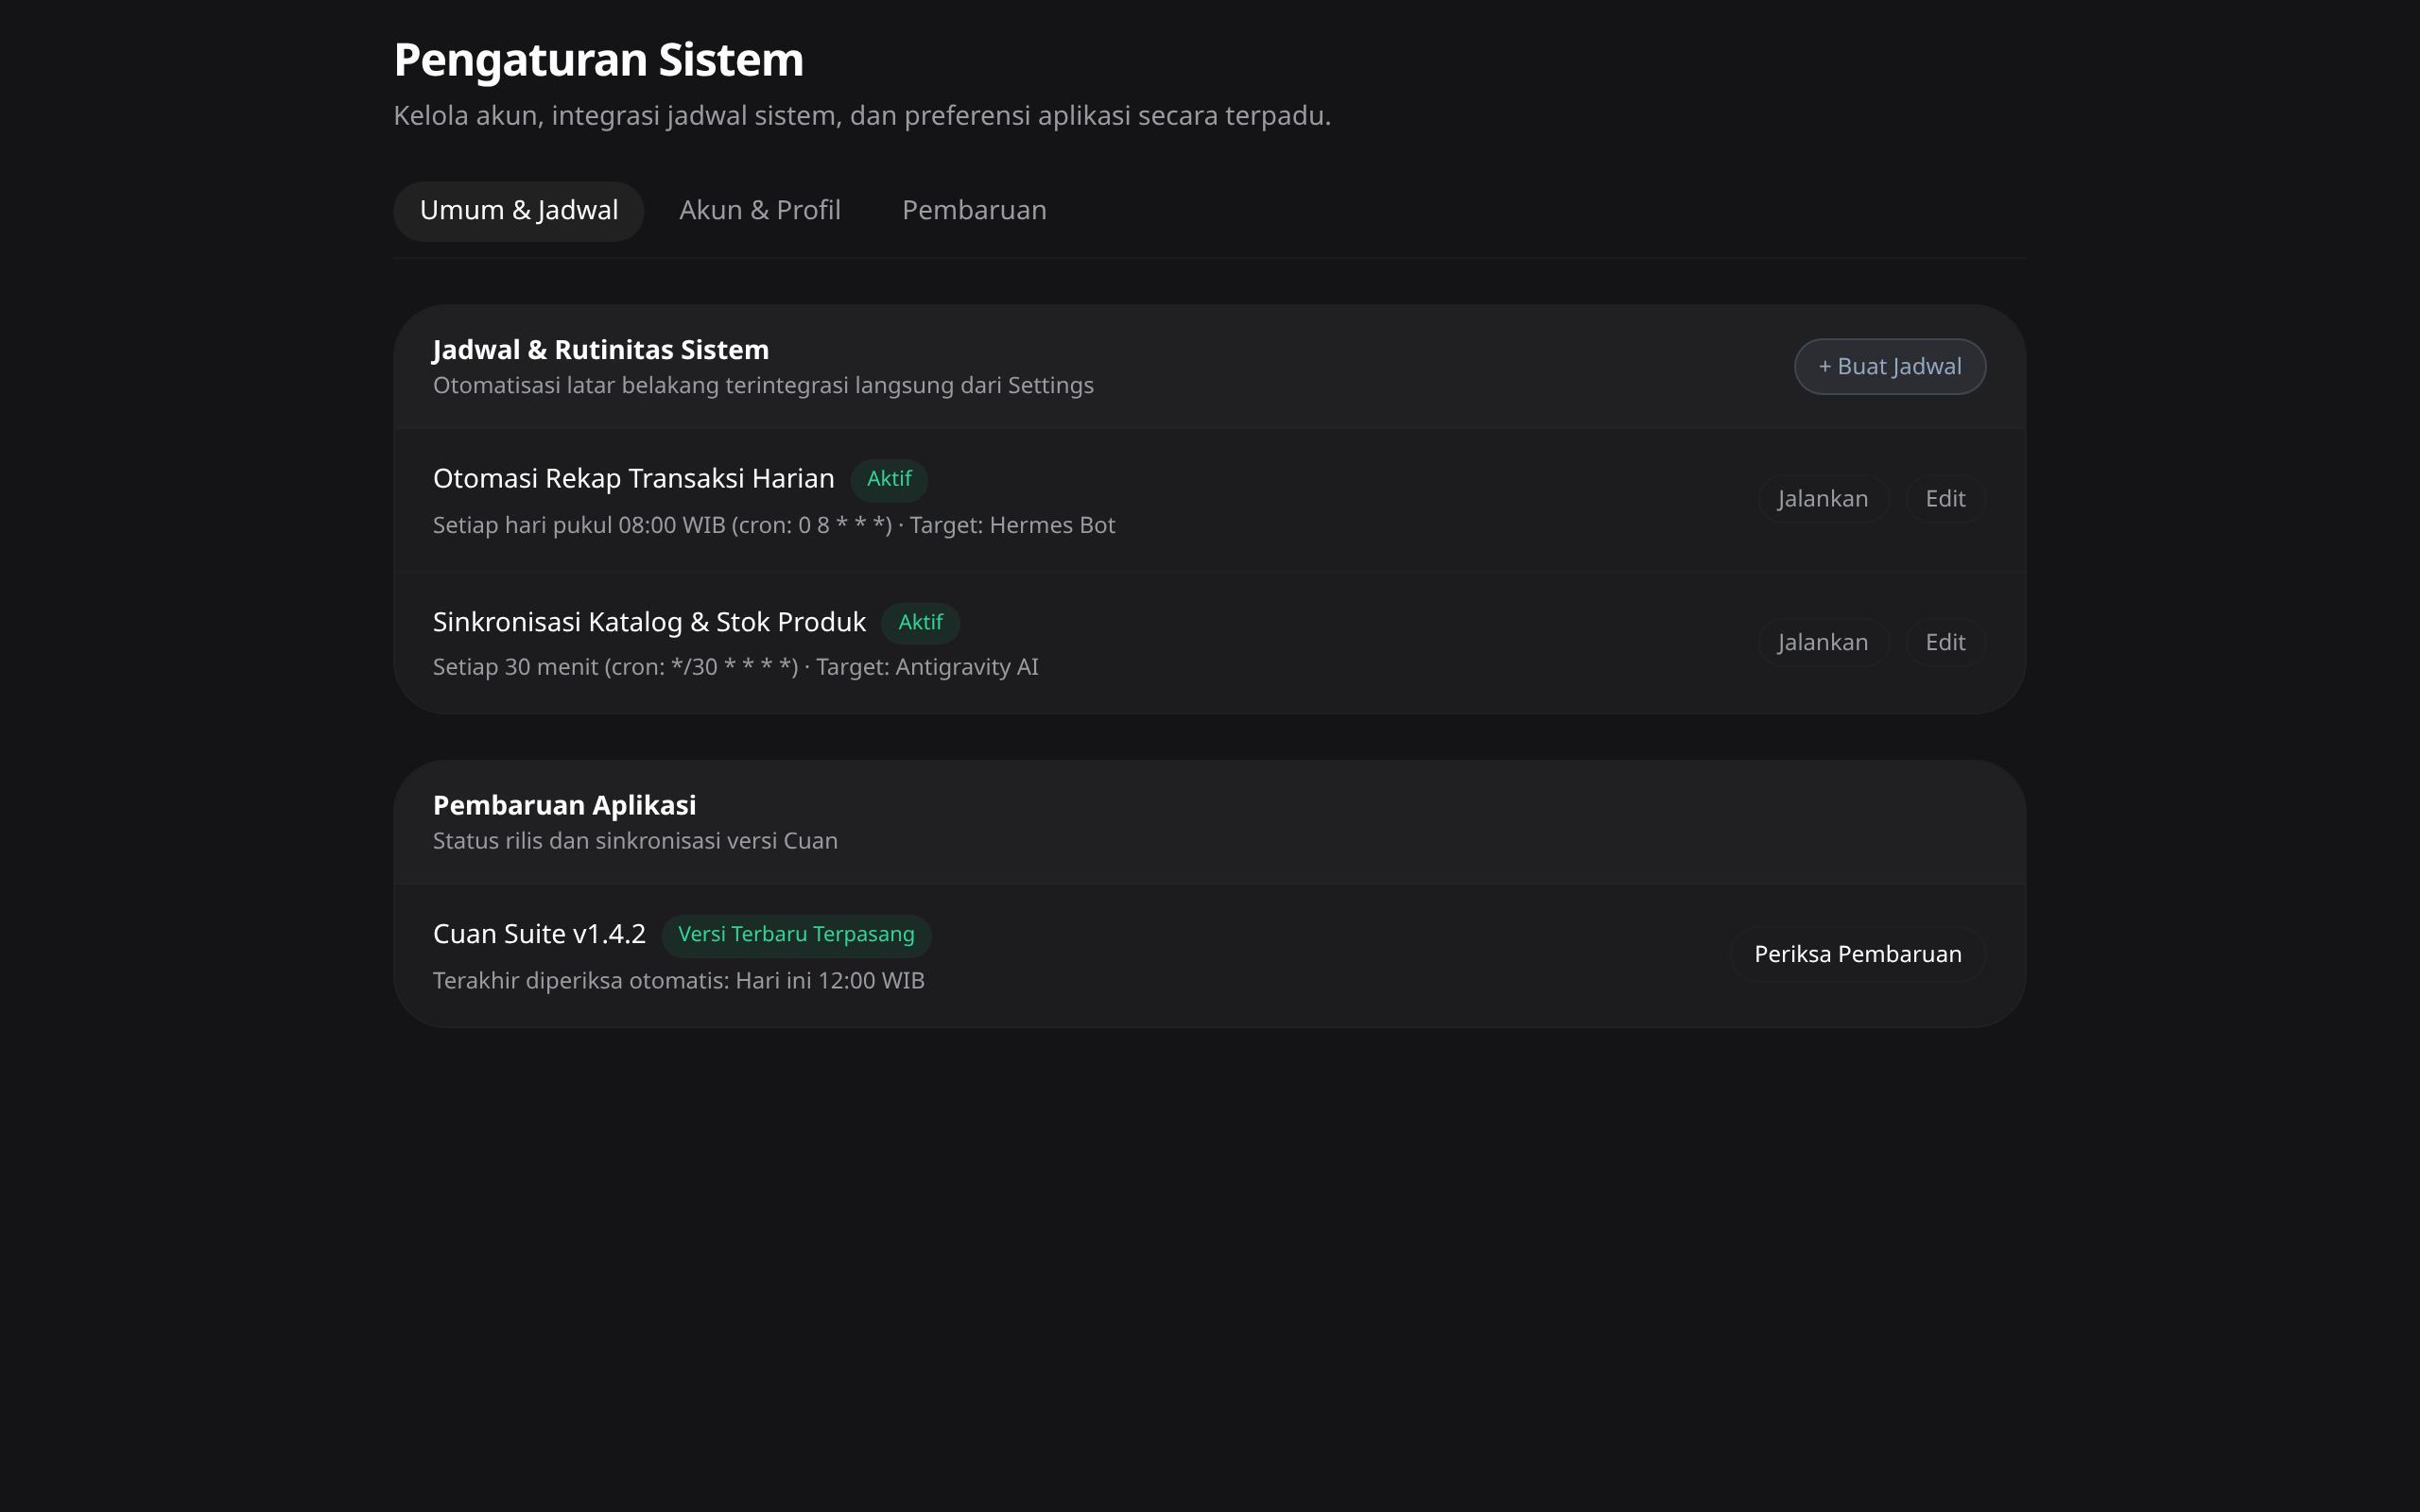 Pengaturan Sistem
Kelola akun, integrasi jadwal sistem, dan preferensi aplikasi secara terpadu.
Umum & Jadwal
Akun & Profil
Pembaruan
Jadwal & Rutinitas Sistem
Otomatisasi latar belakang terintegrasi langsung dari Settings
+ Buat Jadwal
Otomasi Rekap Transaksi Harian
Aktif
Setiap hari pukul 08:00 WIB (cron: 0 8 * * *) · Target: Hermes Bot
Jalankan
Edit
Sinkronisasi Katalog & Stok Produk
Aktif
Setiap 30 menit (cron: */30 * * * *) · Target: Antigravity AI
Jalankan
Edit
Pembaruan Aplikasi
Status rilis dan sinkronisasi versi Cuan
Cuan Suite v1.4.2
Versi Terbaru Terpasang
Terakhir diperiksa otomatis: Hari ini 12:00 WIB
Periksa Pembaruan